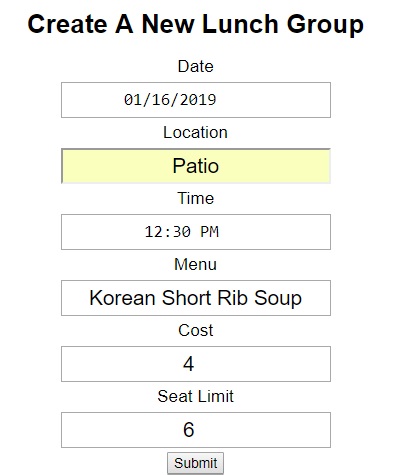 Create A New Lunch Group
Date
01/16/2019
Location
Patio
Time
12:30 PM
Menu
Korean Short Rib Soup
Cost
4
Seat Limit
6
Submit